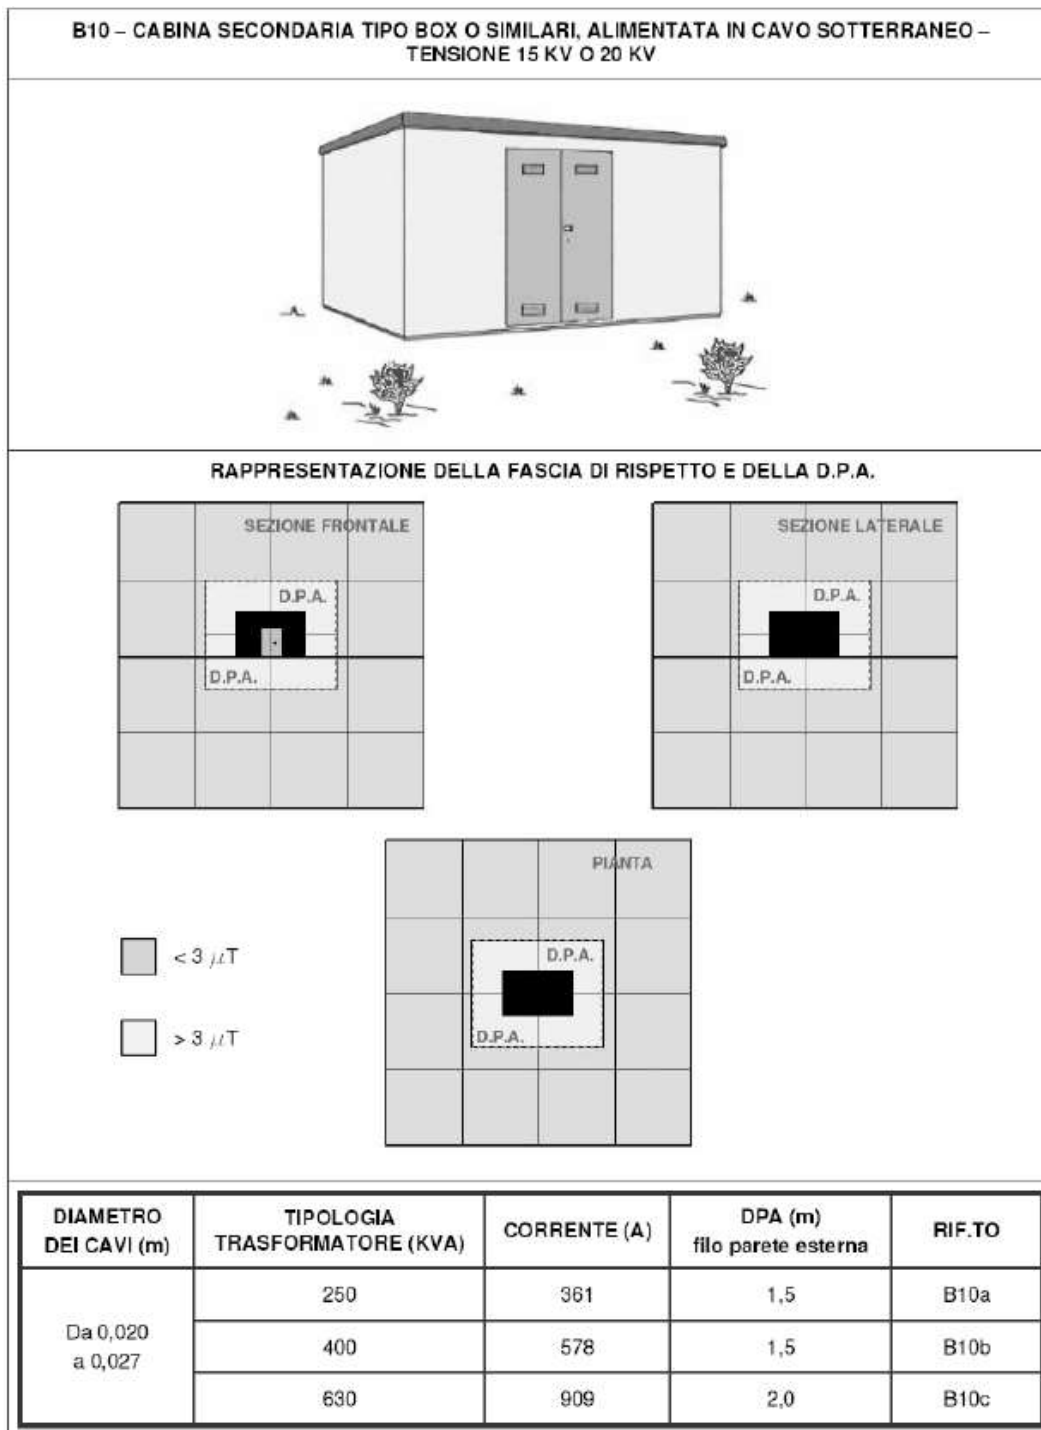 B10 – CABINA SECONDARIA TIPO BOX O SIMILARI, ALIMENTATA IN CAVO SOTTERRANEO –
TENSIONE 15 KV O 20 KV
RAPPRESENTAZIONE DELLA FASCIA DI RISPETTO E DELLA D.P.A.
SEZIONE FRONTALE
D.P.A.
D.P.A.
SEZIONE LATERALE
D.P.A.
D.P.A.
PIANTA
D.P.A.
D.P.A.
< 3 μT
> 3 μT
DIAMETRO
DEI CAVI (m)
TIPOLOGIA
TRASFORMATORE (KVA)
CORRENTE (A)
DPA (m)
filo parete esterna
RIF.TO
Da 0,020
a 0,027
250
361
1,5
B10a
400
578
1,5
B10b
630
909
2,0
B10c